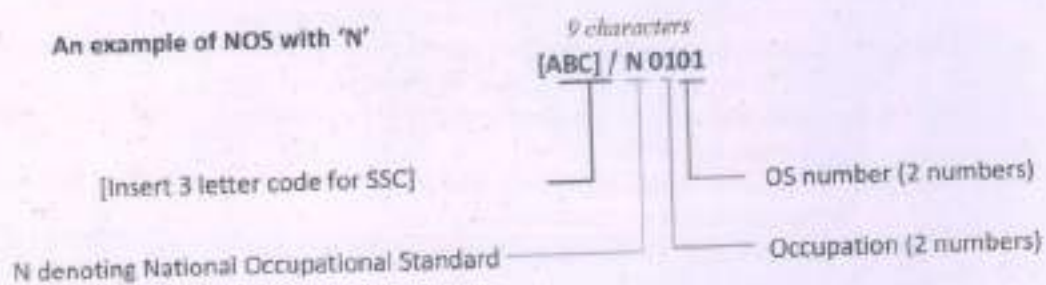 An example of NOS with 'N'
9 characters
[ABC] / N 0101
[Insert 3 letter code for SSC]
OS number (2 numbers)
N denoting National Occupational Standard
Occupation (2 numbers)